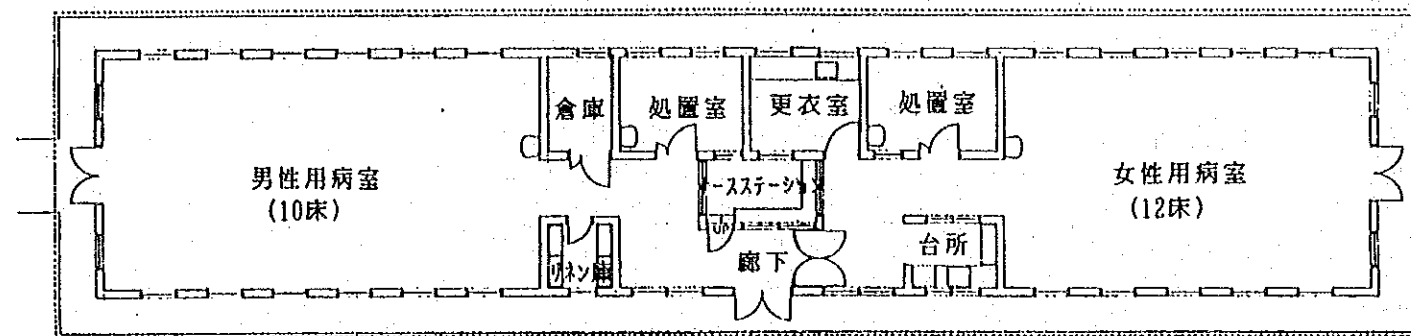 倉庫
処置室
更衣室
処置室
男性用病室
(10床)
ースステーション
女性用病室
(12床)
リネン庫
廊下
台所